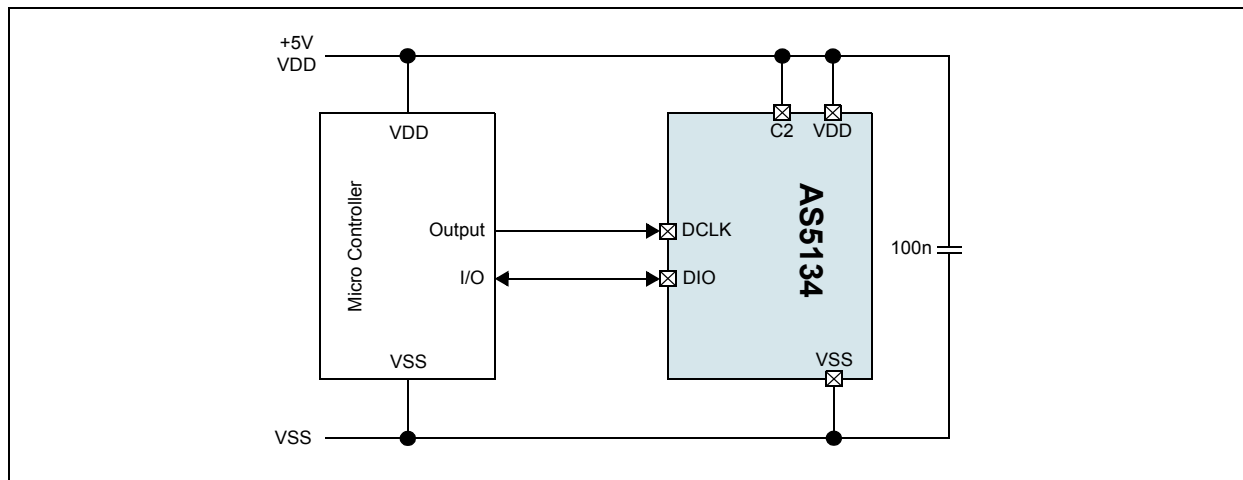 +5V
VDD
VDD
C2 VDD
Micro Controller
Output
DCLK
I/O
DIO
AS5134
100n
VSS
VSS
VSS